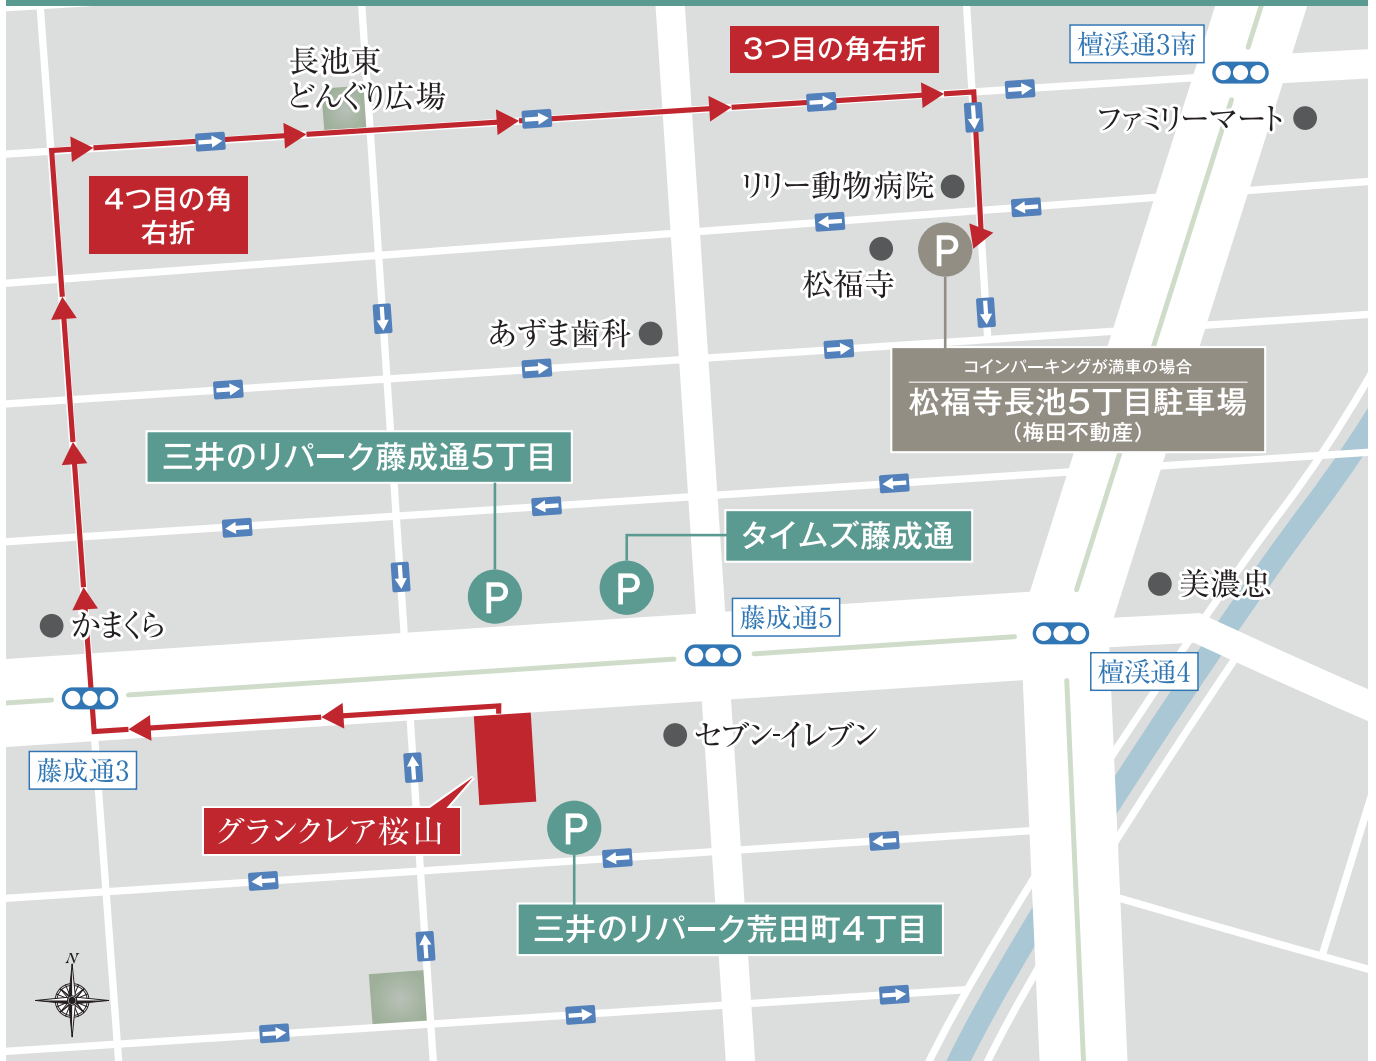 長池東
どんぐり広場
3つ目の角右折
檀渓通3南
ファミリーマート
4つ目の角
右折
リリー動物病院
P
松福寺
あずま歯科
コインパーキングが満車の場合
松福寺長池5丁目駐車場
(梅田不動産)
三井のリパーク藤成通5丁目
タイムズ藤成通
P
P
美濃忠
かまくら
藤成通5
檀渓通4
セブン-イレブン
藤成通3
グランクレア桜山
P
三井のリパーク荒田町4丁目
N